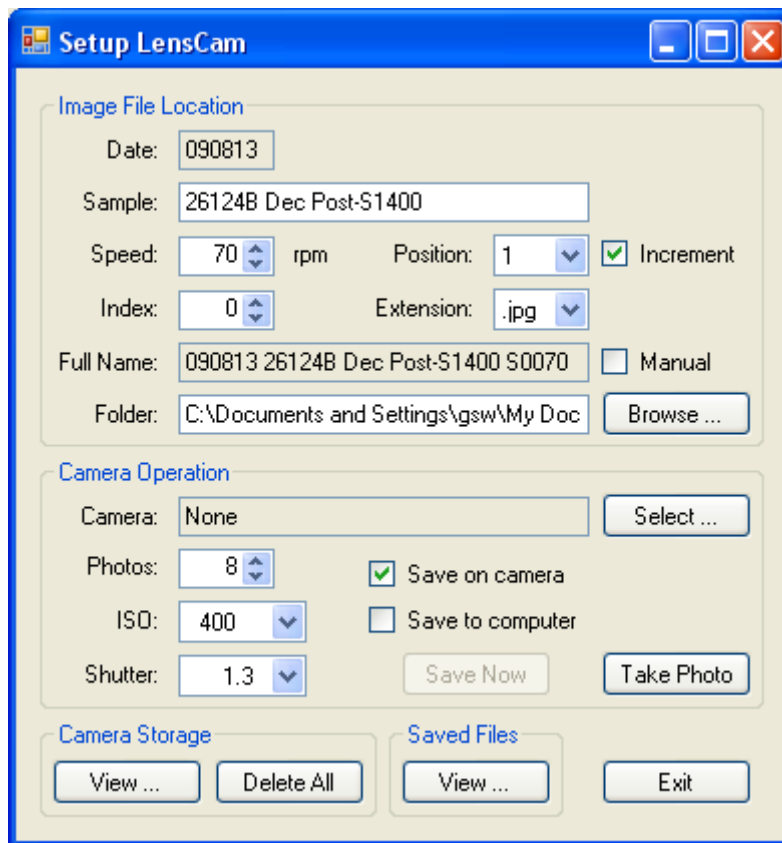 Setup LensCam
Image File Location
Date: 090813
Sample: 26124B Dec Post-S1400
Speed: 70 rpm Position: 1 Increment
Index: 0 Extension: .jpg
Full Name: 090813 26124B Dec Post-S1400 S0070 Manual
Folder: C:\Documents and Settings\gsw\My Doc Browse ...
Camera Operation
Camera: None Select ...
Photos: 8 Save on camera
ISO: 400 Save to computer
Shutter: 1.3 Save Now Take Photo
Camera Storage Saved Files
View ... Delete All View ... Exit